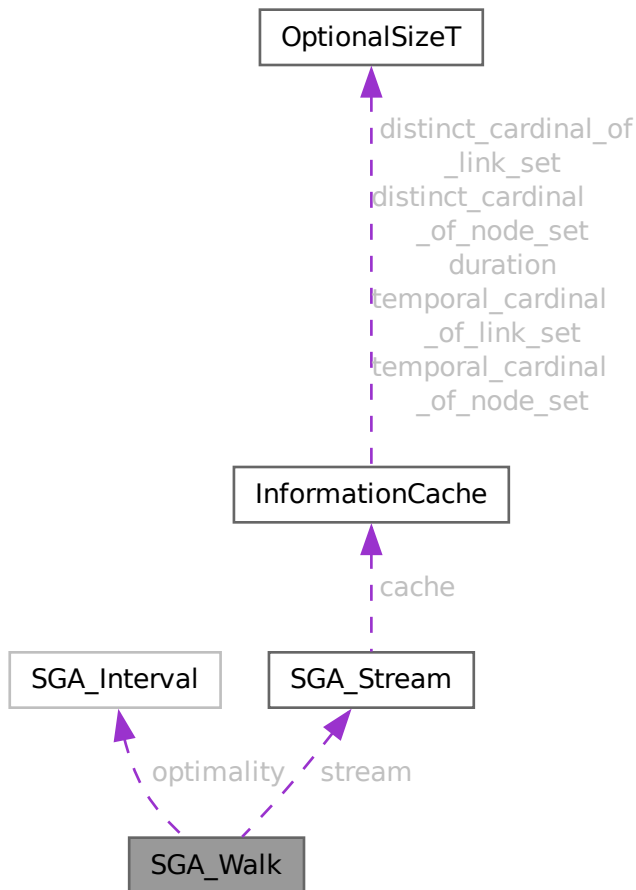 OptionalSizeT
distinct_cardinal_of
_link_set
distinct_cardinal
_of_node_set
duration
temporal_cardinal
_of_link_set
temporal_cardinal
_of_node_set
InformationCache
cache
SGA_Interval
SGA_Stream
optimality
stream
SGA_Walk